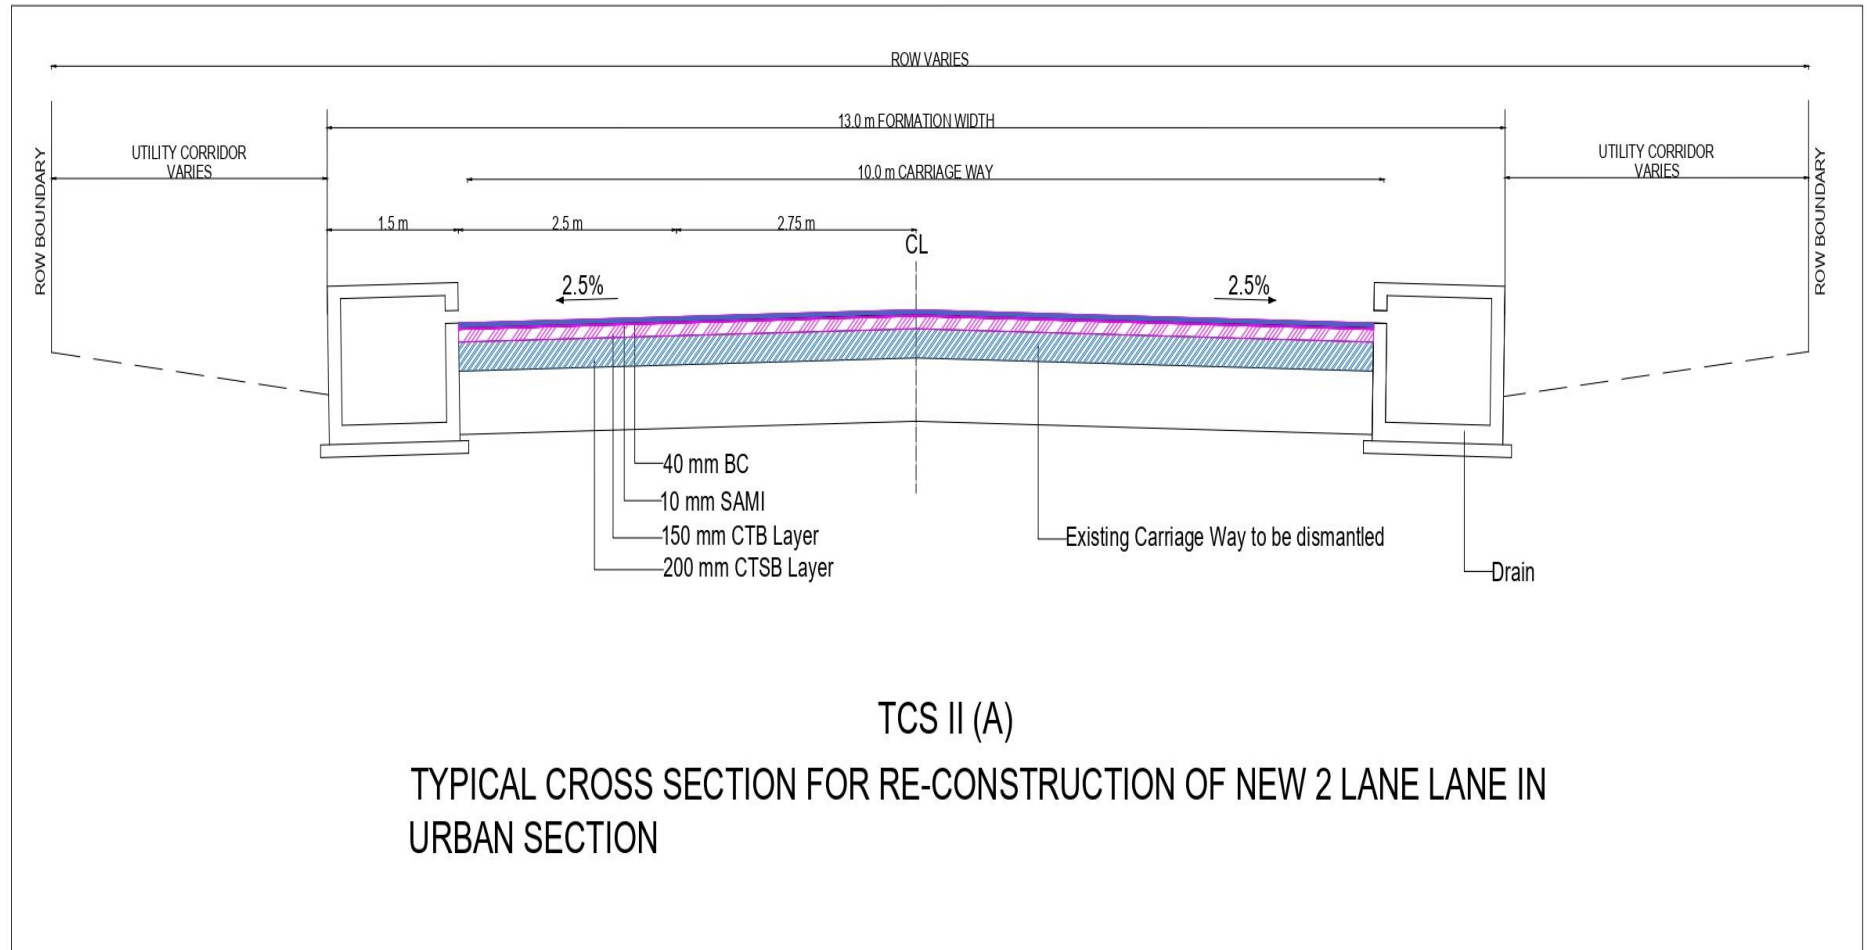 ROW VARIES
13.0 m FORMATION WIDTH
UTILITY CORRIDOR
VARIES
UTILITY CORRIDOR
VARIES
10.0 m CARRIAGE WAY
ROW BOUNDARY
ROW BOUNDARY
1.5 m
2.5 m
2.75 m
CL
2.5%
2.5%
40 mm BC
10 mm SAMI
150 mm CTB Layer
200 mm CTSB Layer
Existing Carriage Way to be dismantled
Drain
TCS II (A)
TYPICAL CROSS SECTION FOR RE-CONSTRUCTION OF NEW 2 LANE LANE IN
URBAN SECTION